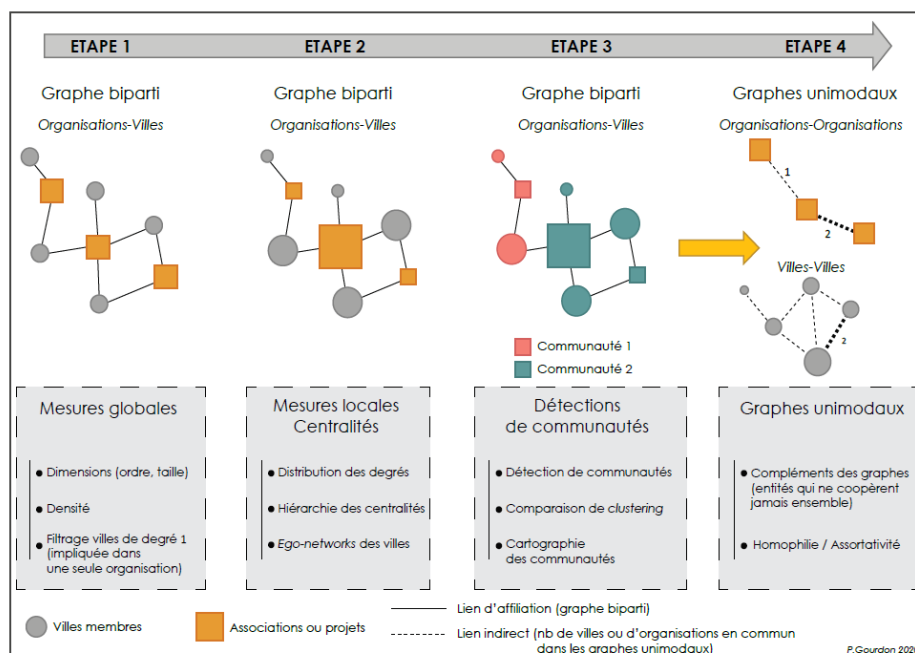 ETAPE 1
ETAPE 2
ETAPE 3
ETAPE 4
Graphe biparti
Organisations-Villes
Graphe biparti
Organisations-Villes
Graphe biparti
Organisations-Villes
Graphes unimodaux
Organisations-Organisations
1
2
Villes-Villes
2
Communauté 1
Communauté 2
Mesures globales
• Dimensions (ordre, taille)
• Densité
• Filtrage villes de degré 1
(impliquée dans
une seule organisation)
Mesures locales
Centralités
• Distribution des degrés
• Hiérarchie des centralités
• Ego-networks des villes
Détections
de communautés
• Détection de communautés
• Comparaison de clustering
• Cartographie
des communautés
Graphes unimodaux
• Compléments des graphes
(entités qui ne coopèrent
jamais ensemble)
• Homophilie / Assortativité
Villes membres
Associations ou projets
Lien d'affiliation (graphe biparti)
Lien indirect (nb de villes ou d'organisations en commun
dans les graphes unimodaux)
P.Gourdon 2020